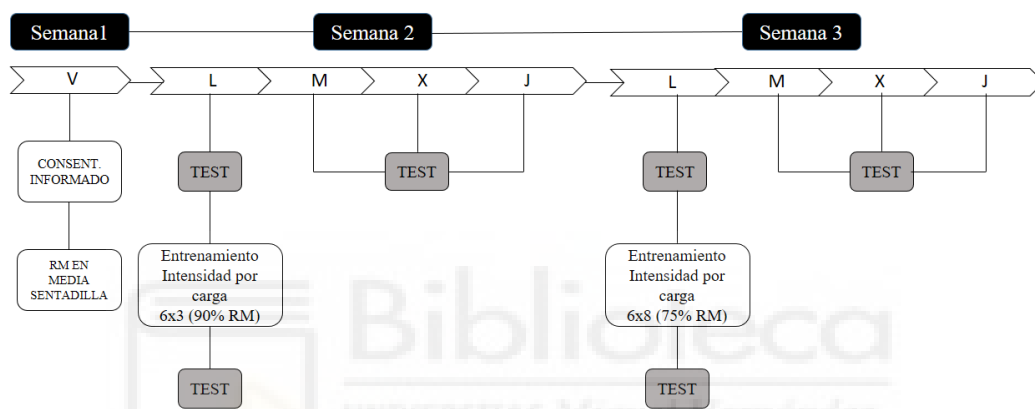 Semana1
Semana 2
Semana 3
V
L
M
X
J
L
M
X
J
CONSENT.
INFORMADO
TEST
TEST
TEST
TEST
RM EN
MEDIA
SENTADILLA
Entrenamiento
Intensidad por
carga
6x3 (90% RM)
Entrenamiento
Intensidad por
carga
6x8 (75% RM)
TEST
TEST
Biblioteca